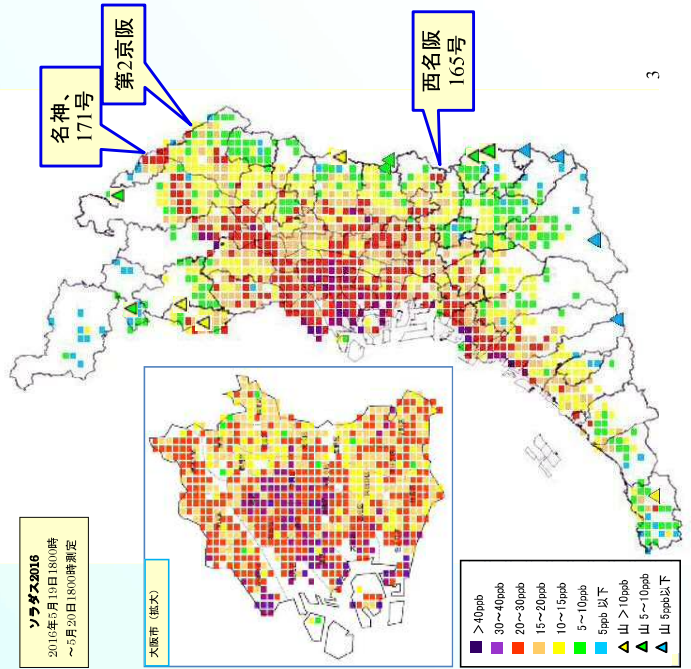 ソラダス2016
2016年5月19日1800時
～5月20日1800時測定
名神、
171号
第2京阪
西名阪
165号
大阪市（拡大）
＞40ppb
30～40ppb
20～30ppb
15～20ppb
10～15ppb
5～10ppb
5ppb 以下
山 ＞10ppb
山 5～10ppb
山 5ppb以下
3